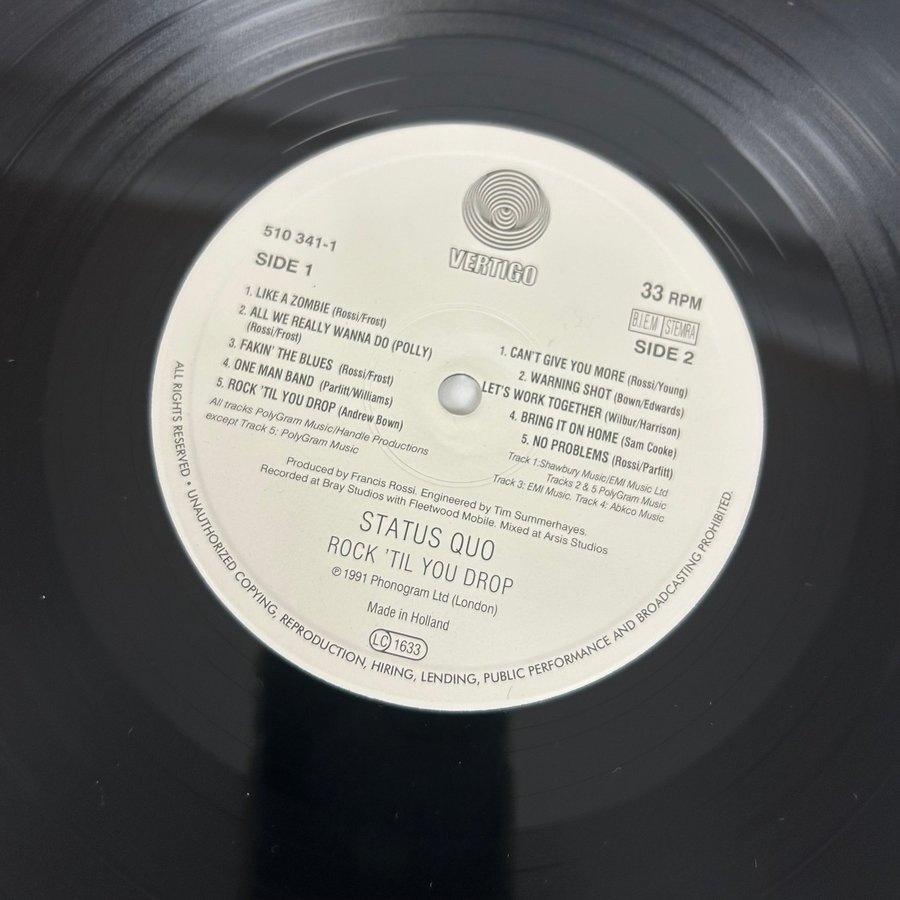 VERTIGO
510 341-1
SIDE 1
1. LIKE A ZOMBIE (Rossi/Frost)
2. ALL WE REALLY WANNA DO (POLLY)
(Rossi/Frost)
3. FAKIN' THE BLUES (Rossi/Frost)
4. ONE MAN BAND (Parfitt/Williams)
5. ROCK 'TIL YOU DROP (Andrew Bown)
All tracks PolyGram Music/Handle Productions
except Track 5; PolyGram Music
33 RPM
B.I.E.M STEMRA
SIDE 2
1. CAN'T GIVE YOU MORE (Rossi/Young)
2. WARNING SHOT (Bown/Edwards)
LET'S WORK TOGETHER (Wilbur/Harrison)
4. BRING IT ON HOME (Sam Cooke)
5. NO PROBLEMS (Rossi/Parfitt)
Track 1:Shawbury Music/EMI Music Ltd
Tracks 2 & 5 PolyGram Music
Track 3; EMI Music. Track 4; Abkco Music
Produced by Francis Rossi. Engineered by Tim Summerhayes.
Recorded at Bray Studios with Fleetwood Mobile. Mixed at Arsis Studios
STATUS QUO
ROCK 'TIL YOU DROP
℗ 1991 Phonogram Ltd (London)
Made in Holland
LC 1633
ALL RIGHTS RESERVED • UNAUTHORIZED COPYING, REPRODUCTION, HIRING, LENDING, PUBLIC PERFORMANCE AND BROADCASTING PROHIBITED.